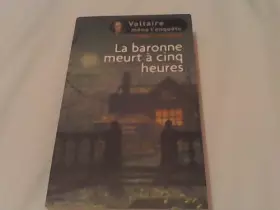 Voltaire
mène l'enquête
La baronne
meurt à cinq
heures